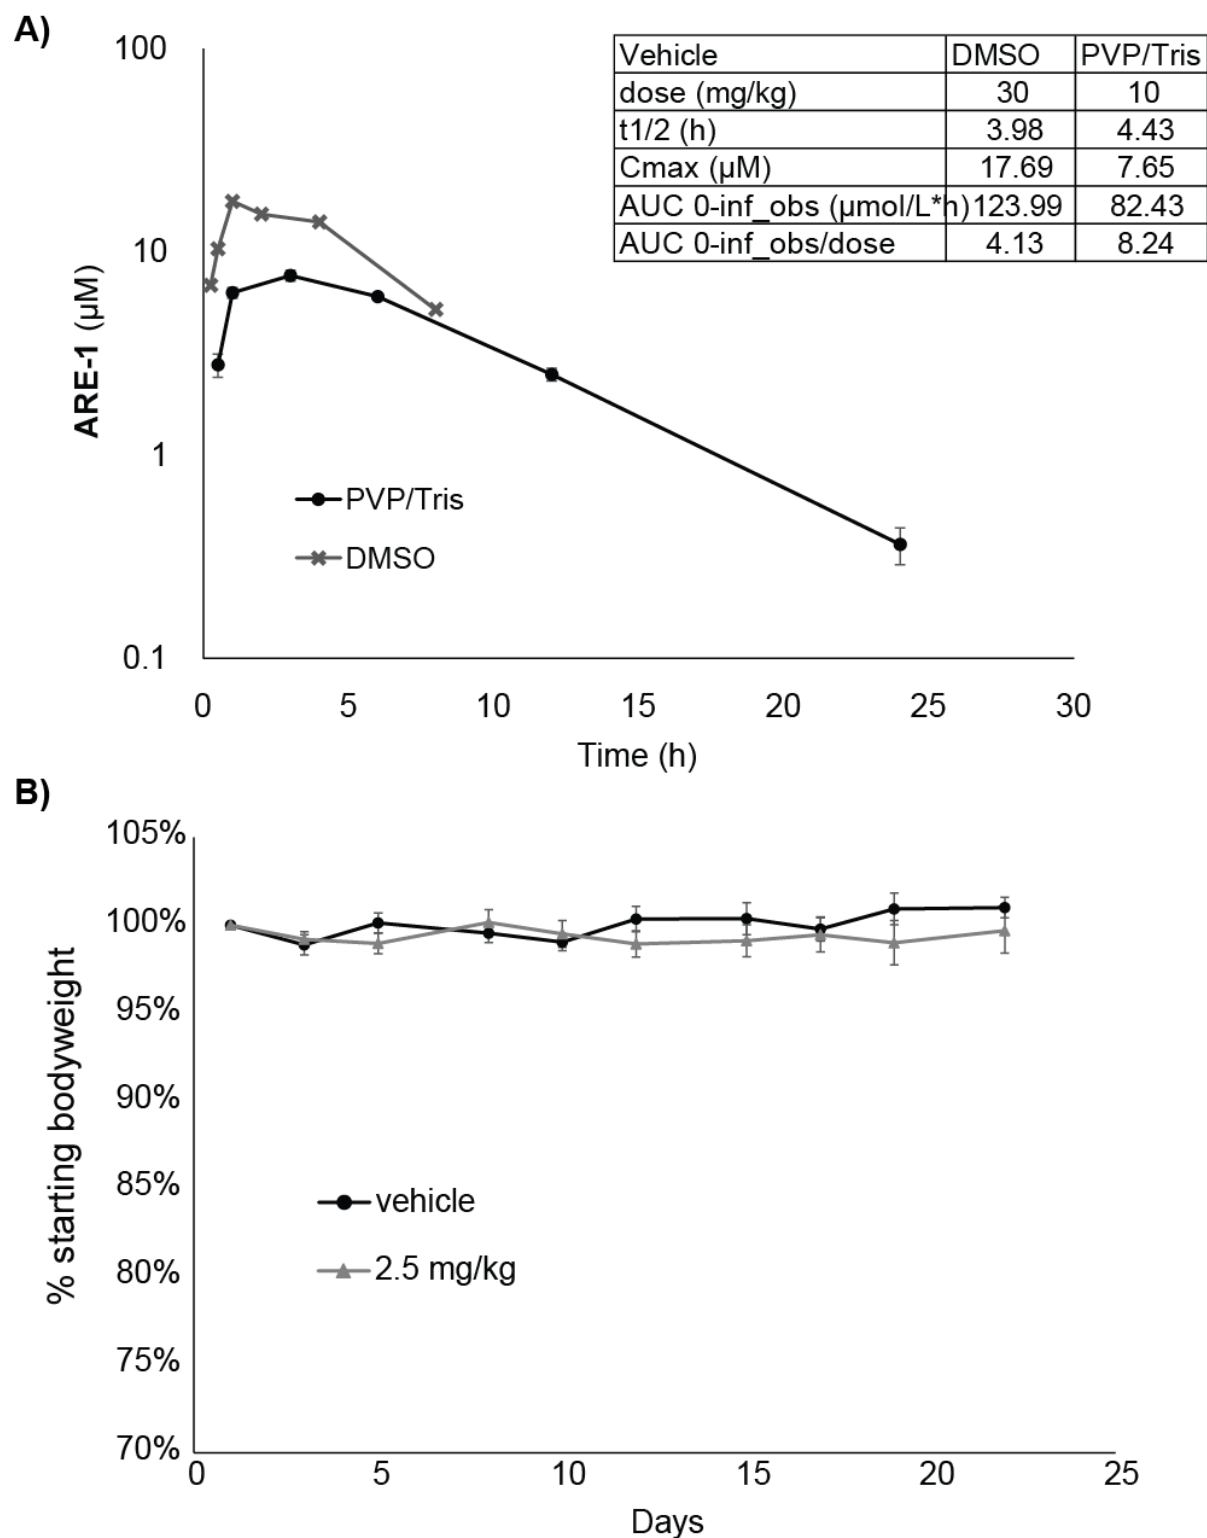 A)
100
10
1
0.1
ARE-1 (µM)
Vehicle DMSO PVP/Tris
dose (mg/kg) 30 10
t1/2 (h) 3.98 4.43
Cmax (µM) 17.69 7.65
AUC 0-inf_obs (µmol/L*h) 123.99 82.43
AUC 0-inf_obs/dose 4.13 8.24
PVP/Tris
DMSO
0 5 10 15 20 25 30
Time (h)
B)
105%
100%
95%
90%
85%
80%
75%
70%
% starting bodyweight
vehicle
2.5 mg/kg
0 5 10 15 20 25
Days